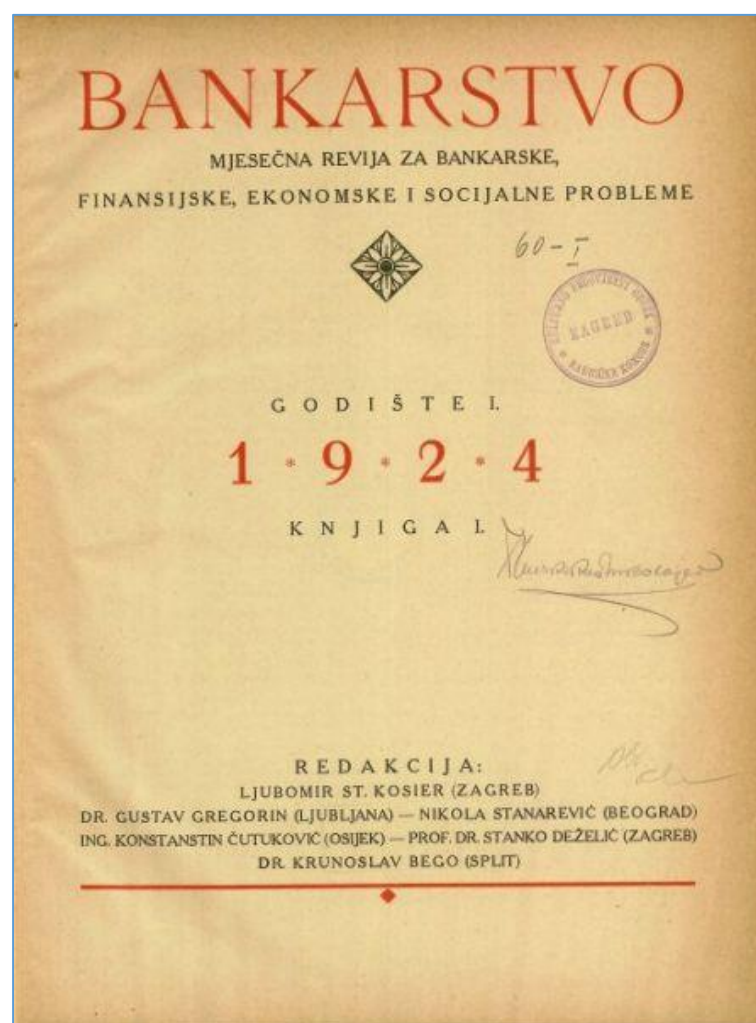 BANKARSTVO
MJESEČNA REVIJA ZA BANKARSKE,
FINANSIJSKE, EKONOMSKE I SOCIJALNE PROBLEME
60-I
ZAGREB
GODIŠTE I.
1 * 9 * 2 * 4
KNJIGA I.
REDAKCIJA:
LJUBOMIR ST. KOSIER (ZAGREB)
DR. GUSTAV GREGORIN (LJUBLJANA) — NIKOLA STANAREVIĆ (BEOGRAD)
ING. KONSTANSTIN ČUTUKOVIĆ (OSIJEK) — PROF. DR. STANKO DEŽELIĆ (ZAGREB)
DR. KRUNOSLAV BEGO (SPLIT)